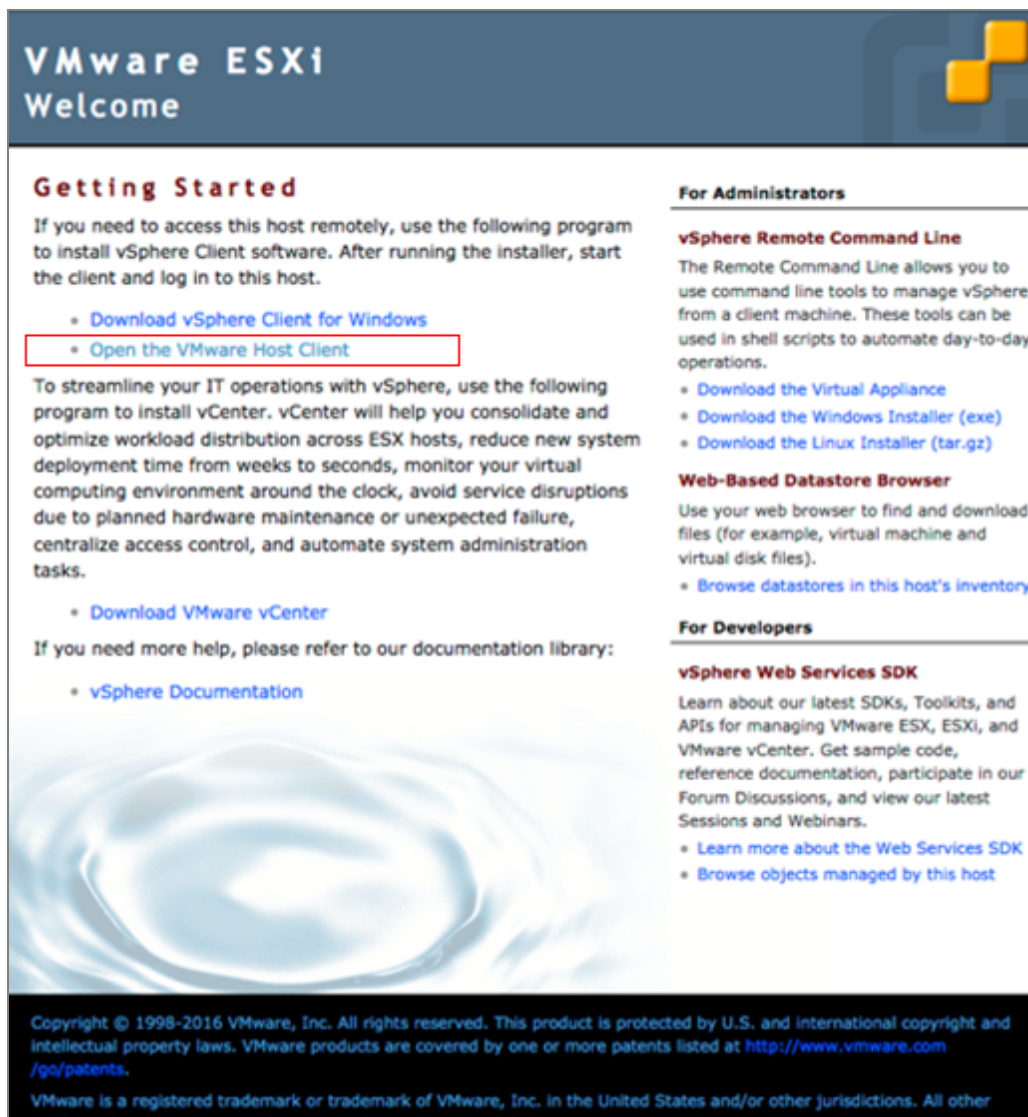 VMware ESXi
Welcome
Getting Started
If you need to access this host remotely, use the following program
to install vSphere Client software. After running the installer, start
the client and log in to this host.
Download vSphere Client for Windows
Open the VMware Host Client
To streamline your IT operations with vSphere, use the following
program to install vCenter. vCenter will help you consolidate and
optimize workload distribution across ESX hosts, reduce new system
deployment time from weeks to seconds, monitor your virtual
computing environment around the clock, avoid service disruptions
due to planned hardware maintenance or unexpected failure,
centralize access control, and automate system administration
tasks.
Download VMware vCenter
If you need more help, please refer to our documentation library:
vSphere Documentation
For Administrators
vSphere Remote Command Line
The Remote Command Line allows you to
use command line tools to manage vSphere
from a client machine. These tools can be
used in shell scripts to automate day-to-day
operations.
Download the Virtual Appliance
Download the Windows Installer (exe)
Download the Linux Installer (tar.gz)
Web-Based Datastore Browser
Use your web browser to find and download
files (for example, virtual machine and
virtual disk files).
Browse datastores in this host's inventory
For Developers
vSphere Web Services SDK
Learn about our latest SDKs, Toolkits, and
APIs for managing VMware ESX, ESXi, and
VMware vCenter. Get sample code,
reference documentation, participate in our
Forum Discussions, and view our latest
Sessions and Webinars.
Learn more about the Web Services SDK
Browse objects managed by this host
Copyright © 1998-2016 VMware, Inc. All rights reserved. This product is protected by U.S. and international copyright and
intellectual property laws. VMware products are covered by one or more patents listed at http://www.vmware.com
/go/patents.
VMware is a registered trademark or trademark of VMware, Inc. in the United States and/or other jurisdictions. All other